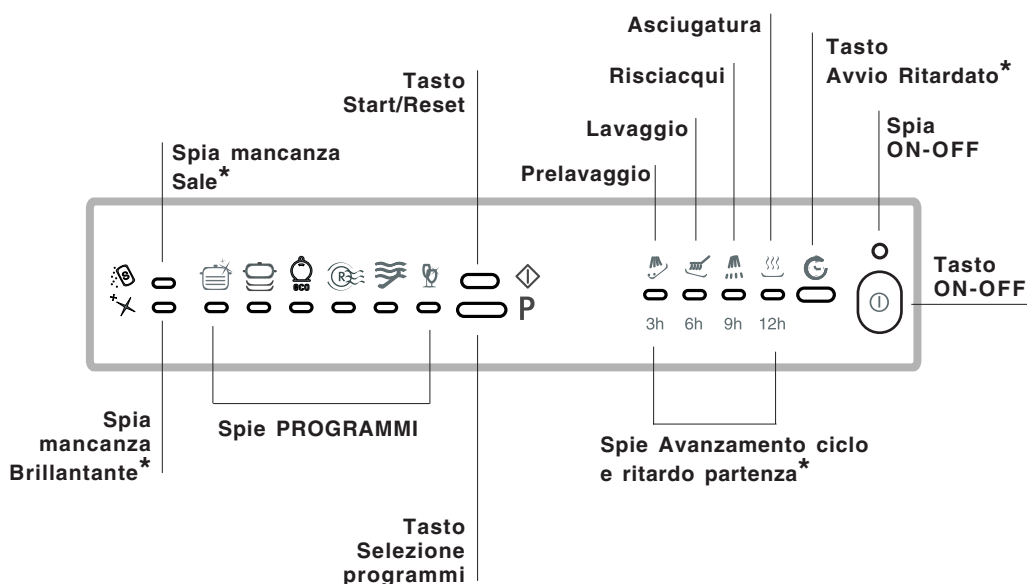 Asciugatura
Risciacqui
Lavaggio
Prelavaggio
Tasto
Avvio Ritardato*
Spia
ON-OFF
Tasto
Start/Reset
Spia mancanza
Sale*
S
eco
R
P
3h 6h 9h 12h
Tasto
ON-OFF
Spia
mancanza
Brillantante*
Spie PROGRAMMI
Spie Avanzamento ciclo
e ritardo partenza*
Tasto
Selezione
programmi